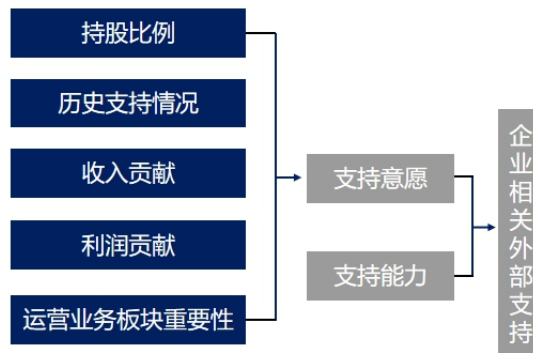 持股比例
历史支持情况
收入贡献
利润贡献
运营业务板块重要性
支持意愿
支持能力
企业相关外部支持